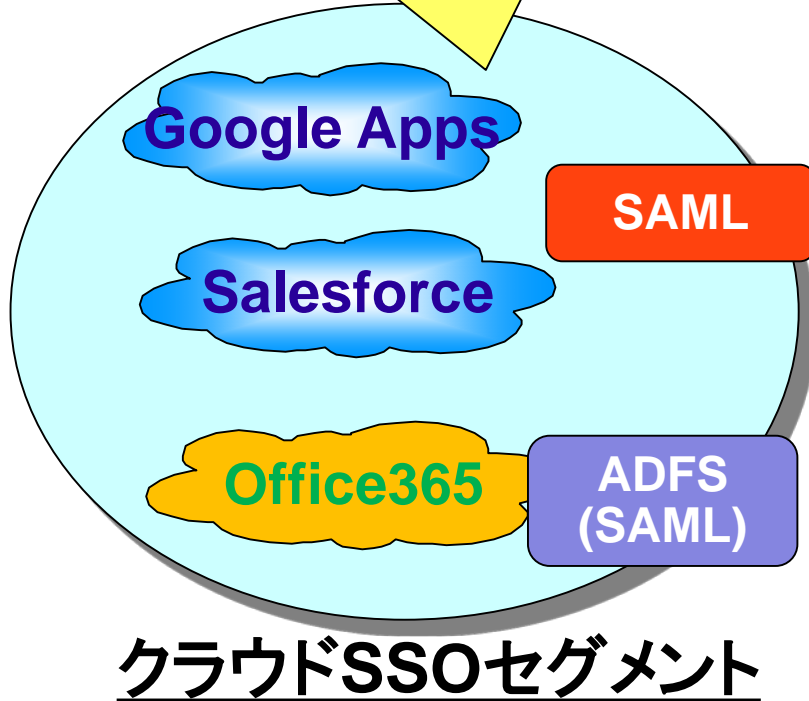 Google Apps
SAML
Salesforce
Office365
ADFS
(SAML)
クラウドSSOセグメント